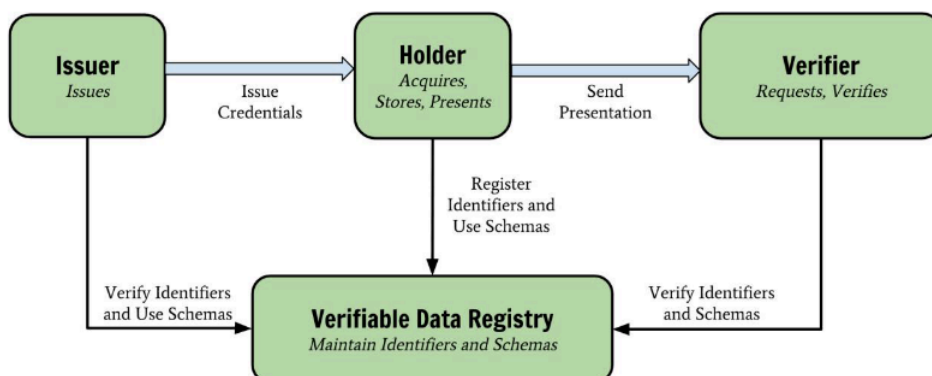 Issuer
Issues
Issue
Credentials
Holder
Acquires,
Stores, Presents
Send
Presentation
Verifier
Requests, Verifies
Register
Identifiers and
Use Schemas
Verify Identifiers
and Use Schemas
Verifiable Data Registry
Maintain Identifiers and Schemas
Verify Identifiers
and Schemas